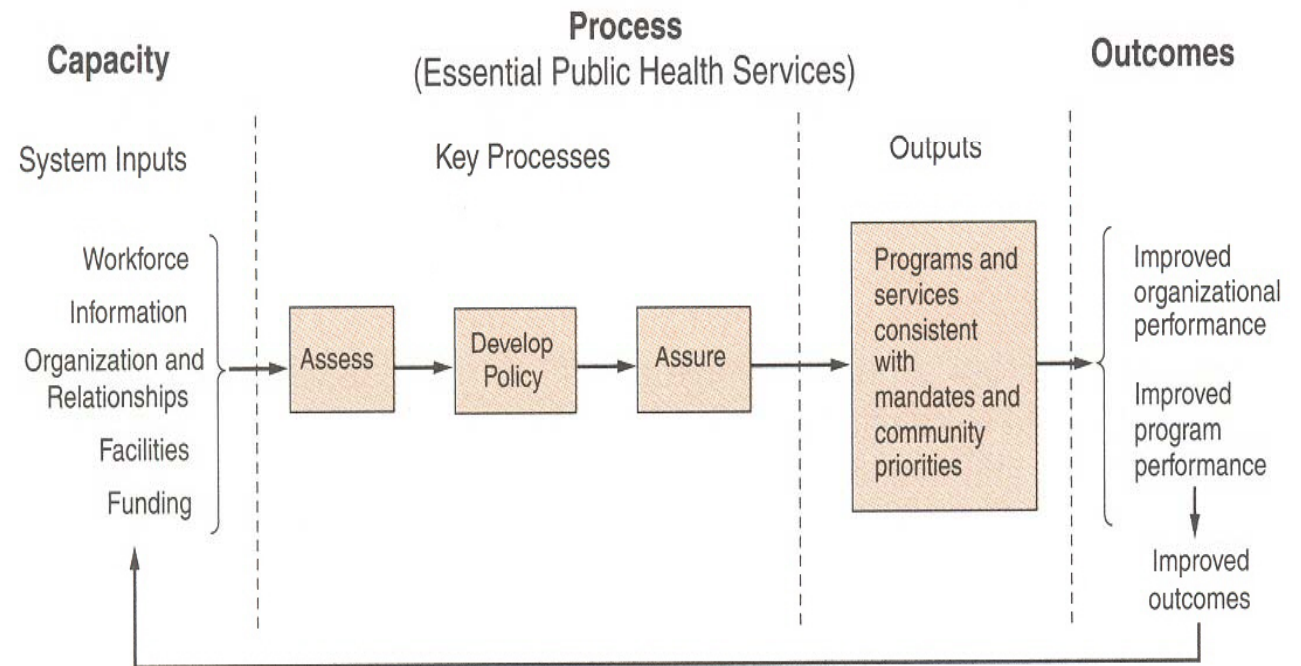 Capacity
Process
(Essential Public Health Services)
Outcomes
System Inputs
Key Processes
Outputs
Workforce
Information
Organization and
Relationships
Facilities
Funding
Assess
Develop
Policy
Assure
Programs and
services
consistent
with
mandates and
community
priorities
Improved
organizational
performance
Improved
program
performance
Improved
outcomes